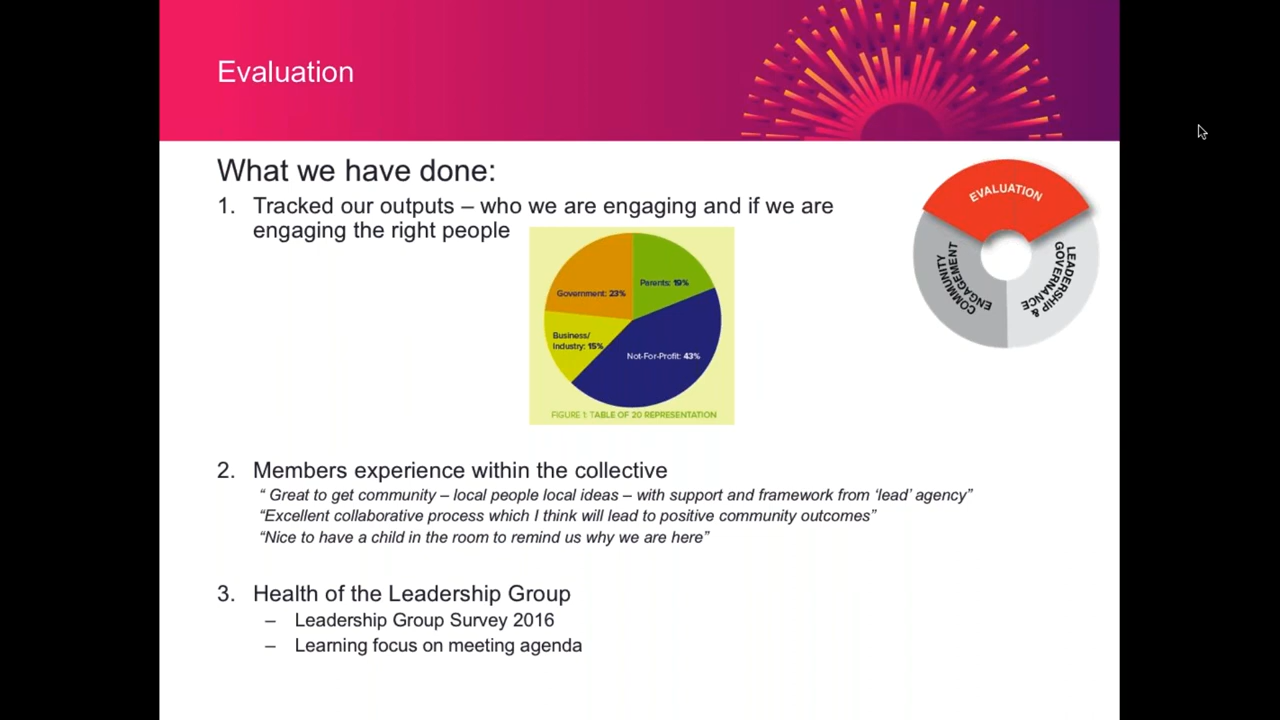 Evaluation
What we have done:
1. Tracked our outputs – who we are engaging and if we are
engaging the right people
Government: 23%
Parents: 19%
Business/
Industry: 15%
Not-For-Profit: 43%
FIGURE 1: TABLE OF 20 REPRESENTATION
EVALUATION
COMMUNITY
ENGAGEMENT
LEADERSHIP &
GOVERNANCE
2. Members experience within the collective
“ Great to get community – local people local ideas – with support and framework from ‘lead’ agency”
“Excellent collaborative process which I think will lead to positive community outcomes”
“Nice to have a child in the room to remind us why we are here”
3. Health of the Leadership Group
– Leadership Group Survey 2016
– Learning focus on meeting agenda